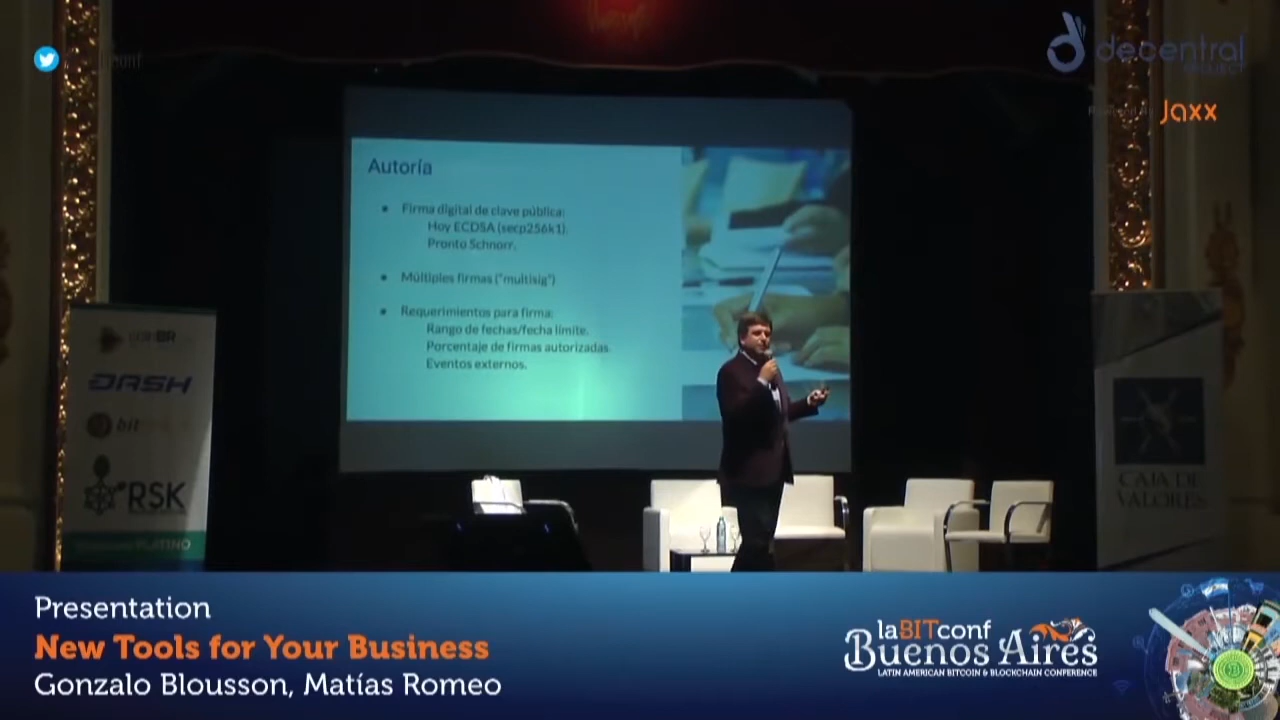 decentral
Jaxx
Autoría
Firma digital de clave pública:
Hoy ECDSA (secp256k1).
Pronto Schnorr.
Múltiples firmas ("multisig")
Requerimientos para firma:
Rango de fechas/fecha límite.
Porcentaje de firmas autorizadas.
Eventos externos.
DASH
bit
RSK
PLATINO
CAJA DE
VALORES
Presentation
New Tools for Your Business
Gonzalo Blousson, Matías Romeo
laBITconf
Buenos Aires
LATIN AMERICAN BITCOIN & BLOCKCHAIN CONFERENCE